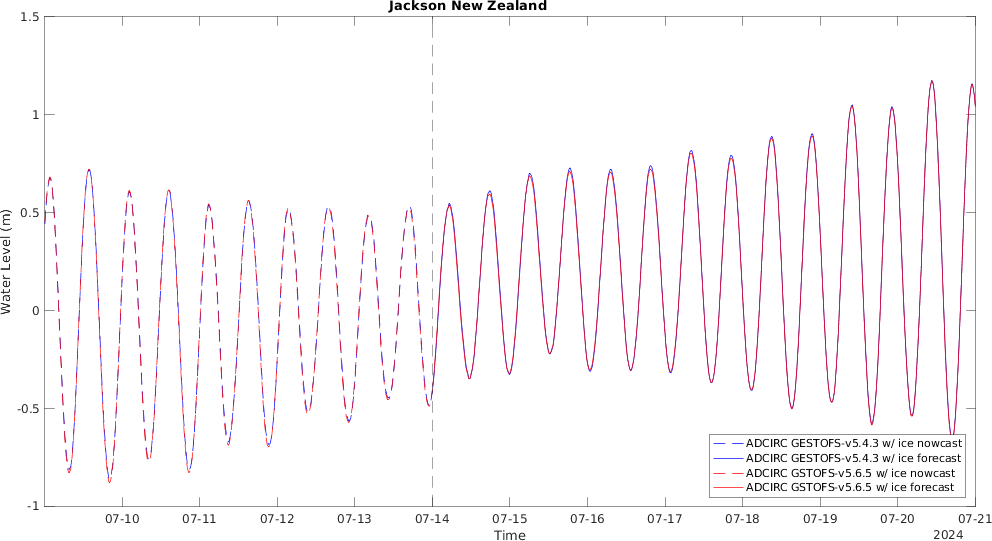 Jackson New Zealand
1.5
1
0.5
0
-0.5
-1
Water Level (m)
07-10 07-11 07-12 07-13 07-14 07-15 07-16 07-17 07-18 07-19 07-20 07-21
Time
2024
ADCIRC GESTOFS-v5.4.3 w/ ice nowcast
ADCIRC GESTOFS-v5.4.3 w/ ice forecast
ADCIRC GSTOFS-v5.6.5 w/ ice nowcast
ADCIRC GSTOFS-v5.6.5 w/ ice forecast